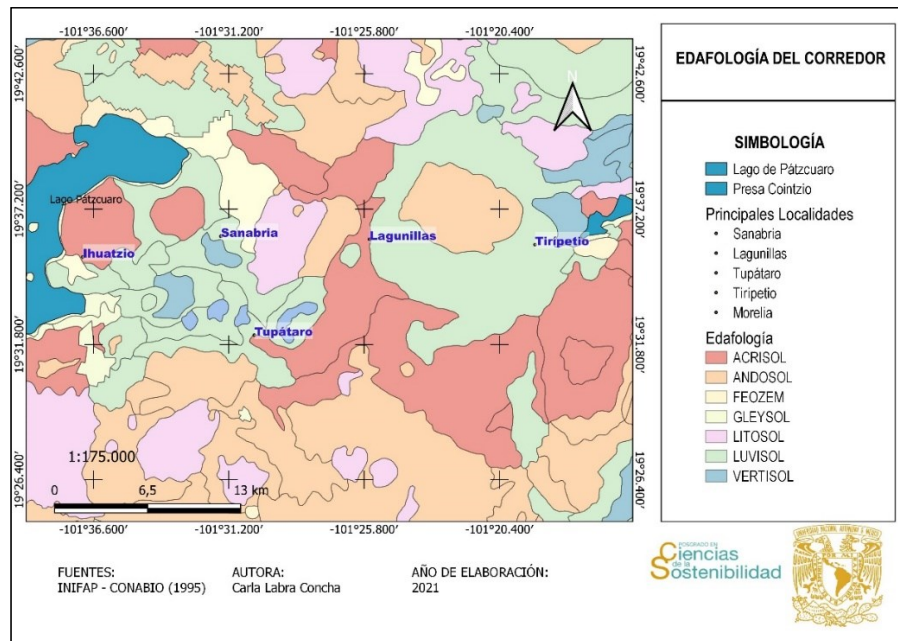 EDAFOLOGÍA DEL CORREDOR
-101°36.600' -101°31.200' -101°25.800' -101°20.400'
19°42.600' 19°42.600'
N
Lago Pátzcuaro
19°37.200' 19°37.200'
Ihuatzio
Sanabria
Lagunillas
Tiripetío
Tupátaro
19°31.800' 19°31.800'
1:175.000
19°26.400' 19°26.400'
0 6,5 13 km
-101°36.600' -101°31.200' -101°25.800' -101°20.400'
SIMBOLOGÍA
Lago de Pátzcuaro
Presa Cointzio
Principales Localidades
Sanabria
Lagunillas
Tupátaro
Tiripetio
Morelia
Edafología
ACRISOL
ANDOSOL
FEOZEM
GLEYSOL
LITOSOL
LUVISOL
VERTISOL
FUENTES:
INIFAP - CONABIO (1995)
AUTORA:
Carla Labra Concha
AÑO DE ELABORACIÓN:
2021
POSGRADO EN
Ciencias
de la
Sostenibilidad